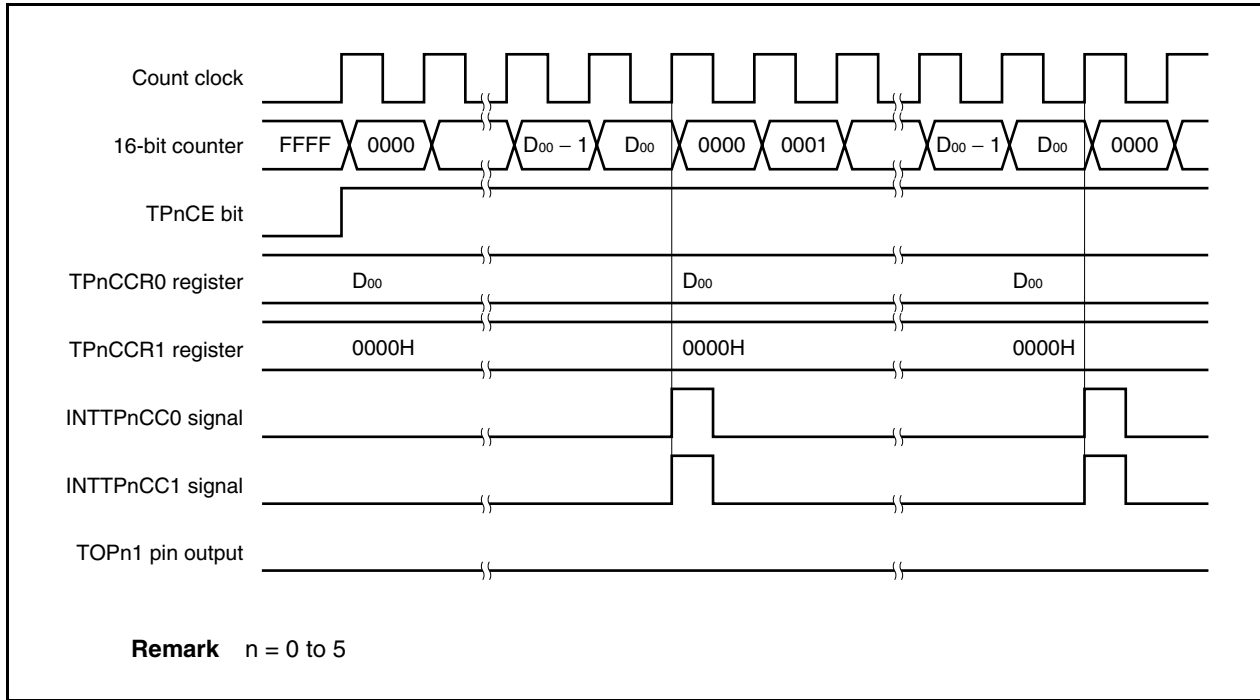 Count clock
16-bit counter FFFF 0000 D00 − 1 D00 0000 0001 D00 − 1 D00 0000
TPnCE bit
TPnCCR0 register D00 D00 D00
TPnCCR1 register 0000H 0000H 0000H
INTTPnCC0 signal
INTTPnCC1 signal
TOPn1 pin output
Remark n = 0 to 5